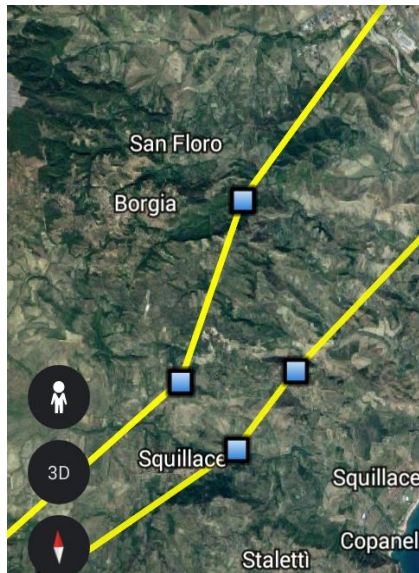 San Floro
Borgia
3D
Squillace
Squillace
Copanel
Stalettì